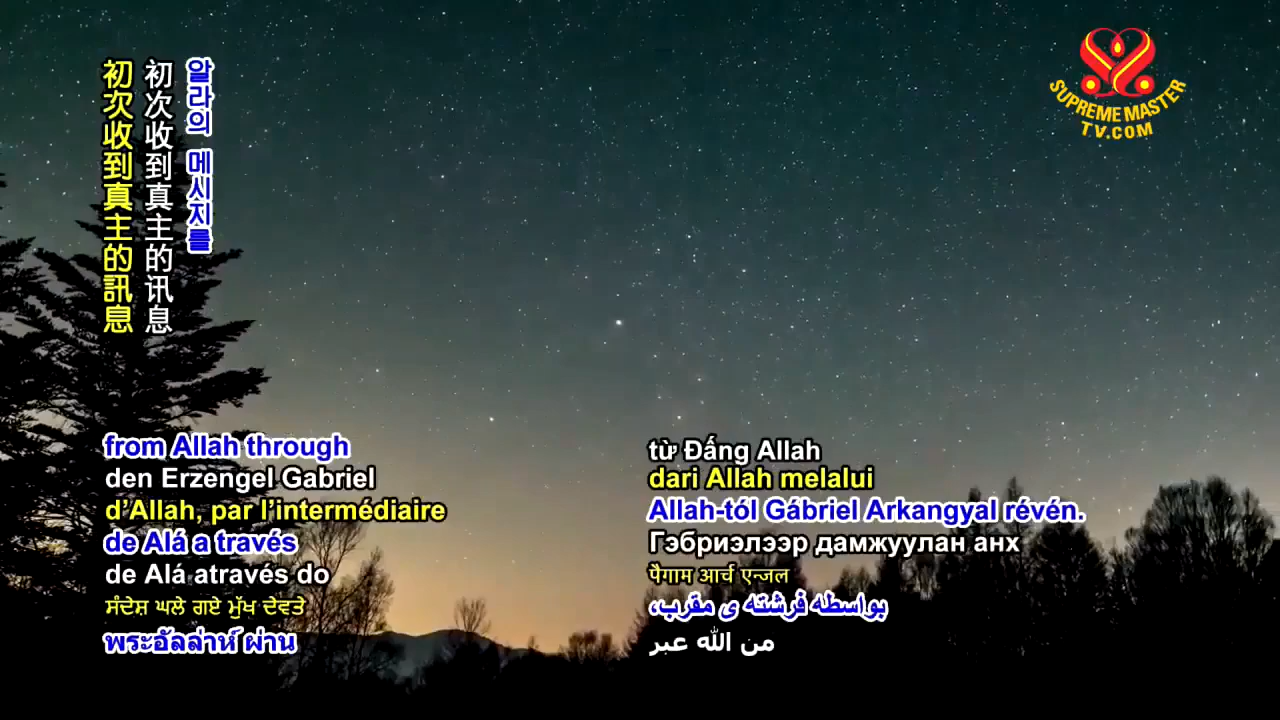 알라의 메시지를
初次收到真主的讯息
初次收到真主的訊息
SUPREME MASTER
TV.COM
from Allah through
den Erzengel Gabriel
d’Allah, par l’intermédiaire
de Alá a través
de Alá através do
ਸੰਦੇਸ਼ ਘਲੇ ਗਏ ਮੁੱਖ ਦੇਵਤੇ
พระอัลล่าห์ ผ่าน
từ Đấng Allah
dari Allah melalui
Allah-tól Gábriel Arkangyal révén.
Гэбриэлээр дамжуулан анх
पैगाम आर्च एन्जल
بواسطه فرشته ی مقرب،
من الله عبر